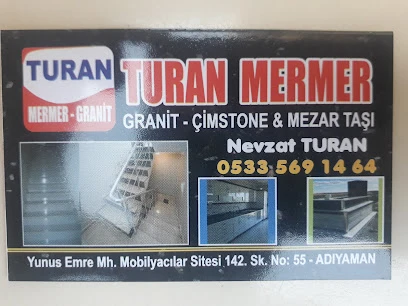 TURAN
MERMER - GRANİT
TURAN MERMER
GRANİT - ÇİMSTONE & MEZAR TAŞI
Nevzat TURAN
0533 569 14 64
Yunus Emre Mh. Mobilyacılar Sitesi 142. Sk. No: 55 - ADIYAMAN